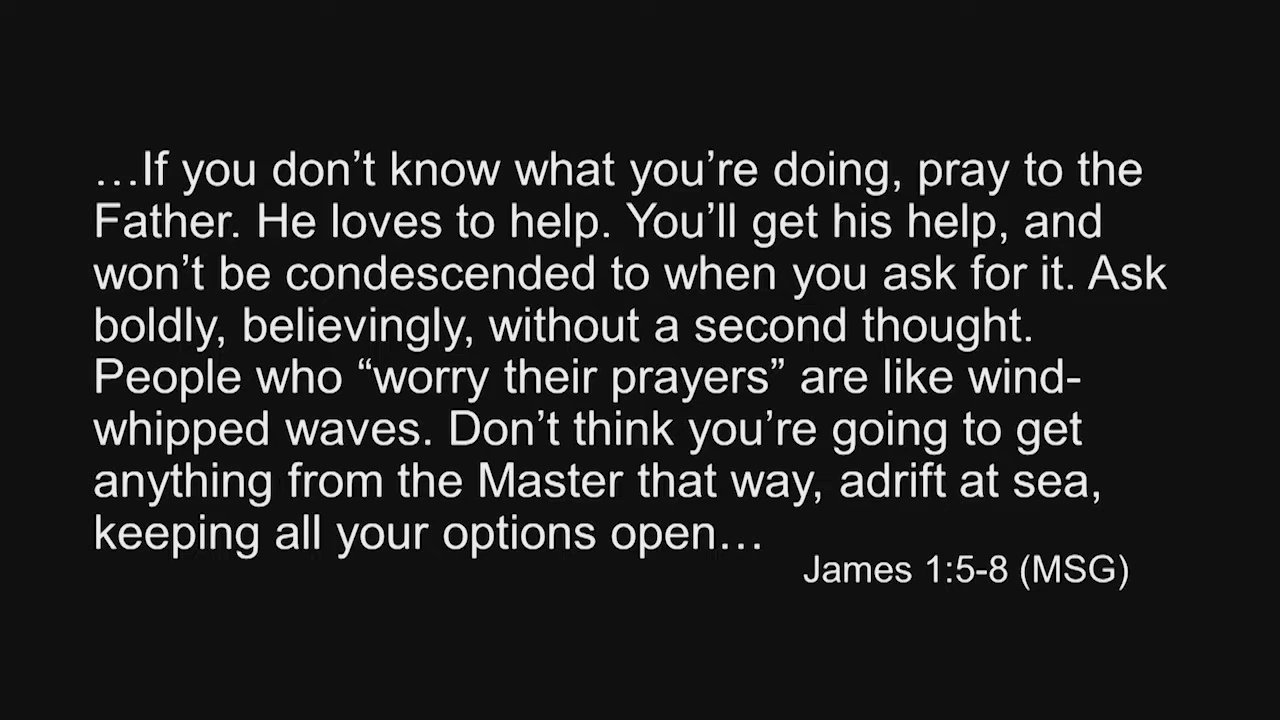 …If you don’t know what you’re doing, pray to the
Father. He loves to help. You’ll get his help, and
won’t be condescended to when you ask for it. Ask
boldly, believingly, without a second thought.
People who “worry their prayers” are like wind-
whipped waves. Don’t think you’re going to get
anything from the Master that way, adrift at sea,
keeping all your options open…
James 1:5-8 (MSG)